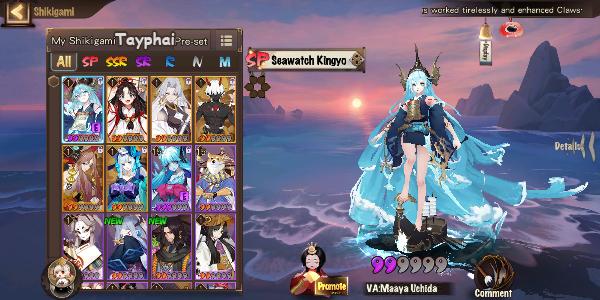 Shikigami
is worked tirelessly and enhanced Claws:
My Shikigami Tayphai Pre-set
All SP SSR SR R N M
SP Seawatch Kingyo
Details
NEW NEW
999999
Promote
VA:Maaya Uchida
Comment